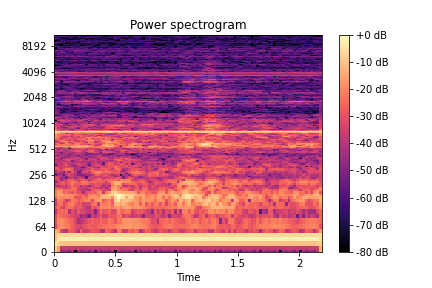 Power spectrogram
Hz
8192
4096
2048
1024
512
256
128
64
0
0
0.5
1
1.5
2
Time
+0 dB
-10 dB
-20 dB
-30 dB
-40 dB
-50 dB
-60 dB
-70 dB
-80 dB